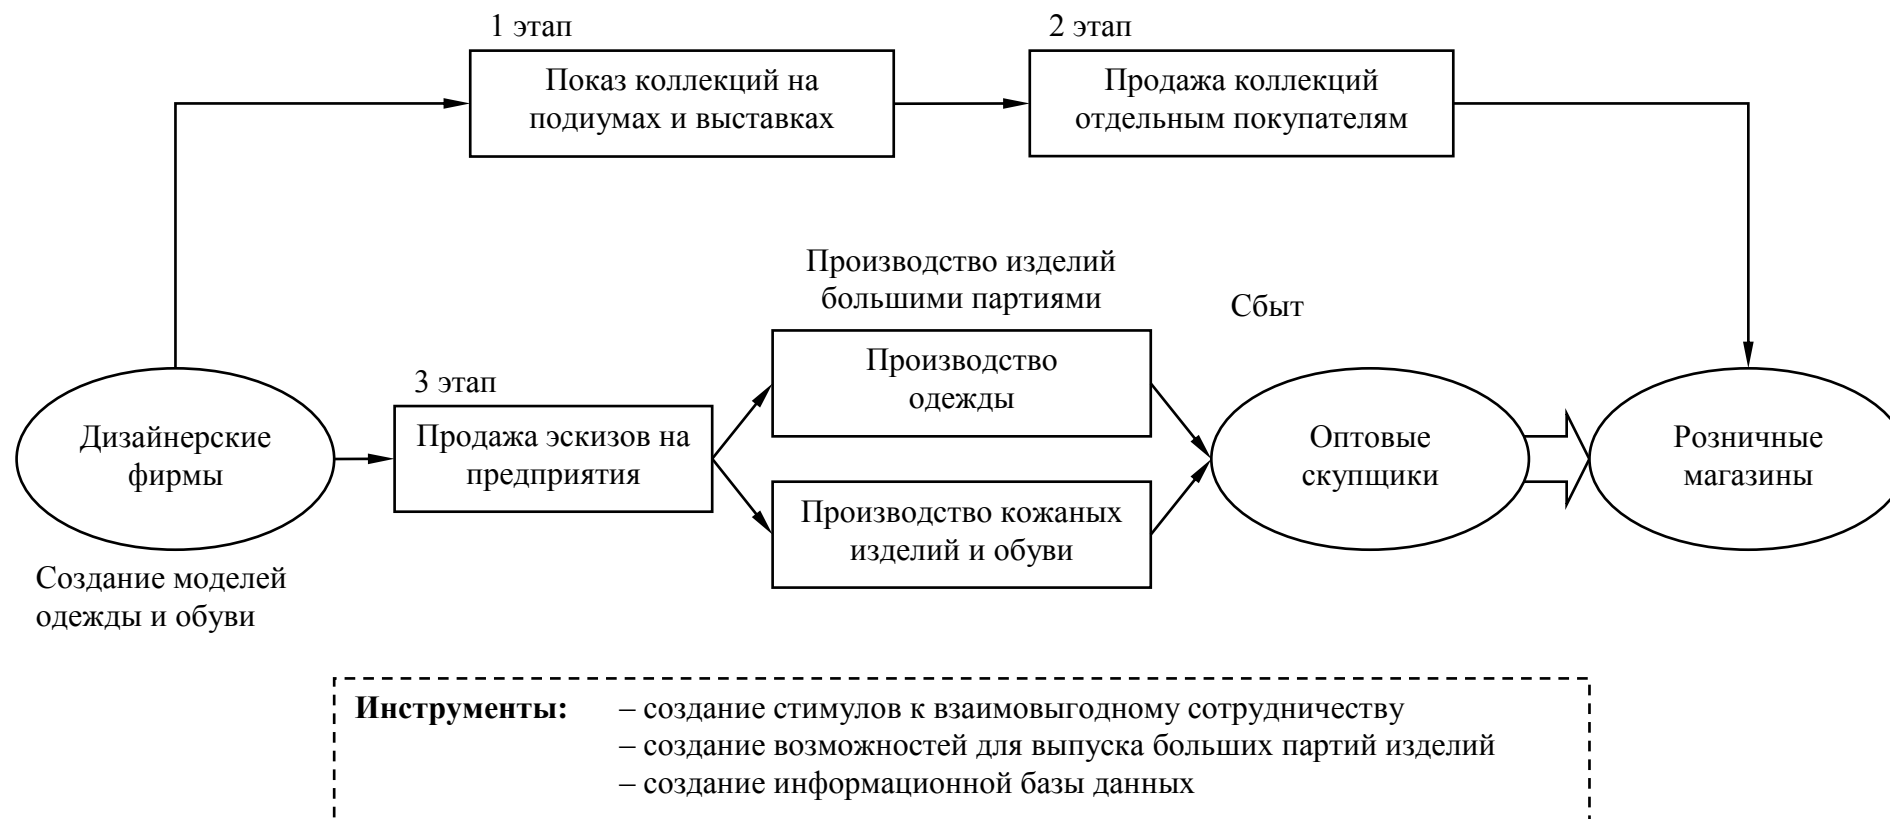 1 этап
2 этап
Показ коллекций на
подиумах и выставках
Продажа коллекций
отдельным покупателям
Производство изделий
большими партиями
Сбыт
Производство
одежды
3 этап
Дизайнерские
фирмы
Продажа эскизов на
предприятия
Оптовые
скупщики
Розничные
магазины
Производство кожаных
изделий и обуви
Создание моделей
одежды и обуви
Инструменты: – создание стимулов к взаимовыгодному сотрудничеству
– создание возможностей для выпуска больших партий изделий
– создание информационной базы данных